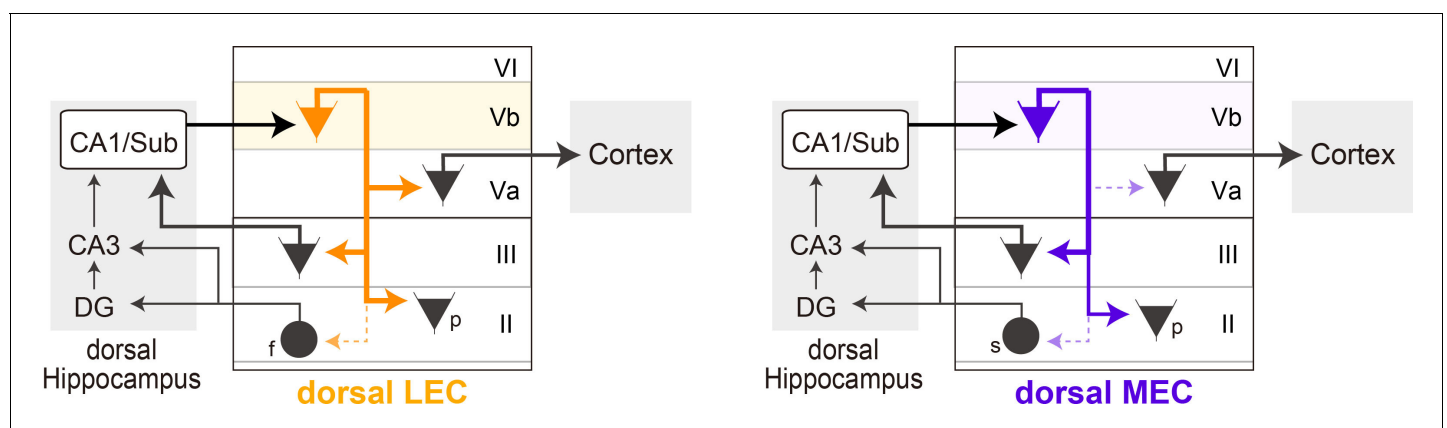 VI
Vb
CA1/Sub
Cortex
Va
CA3
III
DG
II
p
f
dorsal
Hippocampus
dorsal LEC
VI
Vb
CA1/Sub
Cortex
Va
CA3
III
DG
II
p
s
dorsal
Hippocampus
dorsal MEC